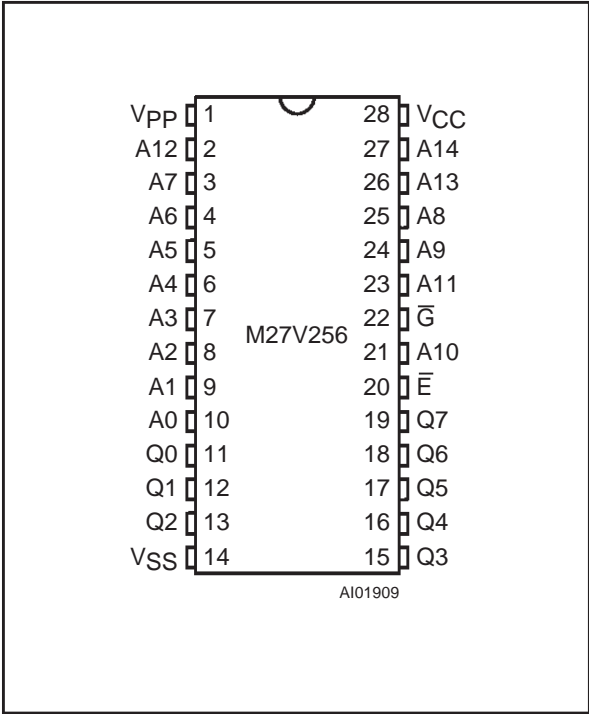 VPP 1 28 VCC
A12 2 27 A14
A7 3 26 A13
A6 4 25 A8
A5 5 24 A9
A4 6 23 A11
A3 7 22 G̅
M27V256
A2 8 21 A10
A1 9 20 E̅
A0 10 19 Q7
Q0 11 18 Q6
Q1 12 17 Q5
Q2 13 16 Q4
VSS 14 15 Q3
AI01909